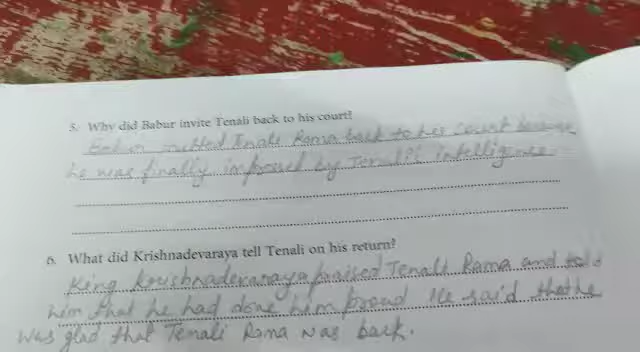 5. Why did Babur invite Tenali back to his court?
Babur invited Tnali Rama back to her court because
he was finally impressed by Tenali's intelligence
6. What did Krishnadevaraya tell Tenali on his return?
King Krishnadevaraya praised Tenali Rama and told
him that he had done him proud He said that he
was glad that Tenali Rama was back.